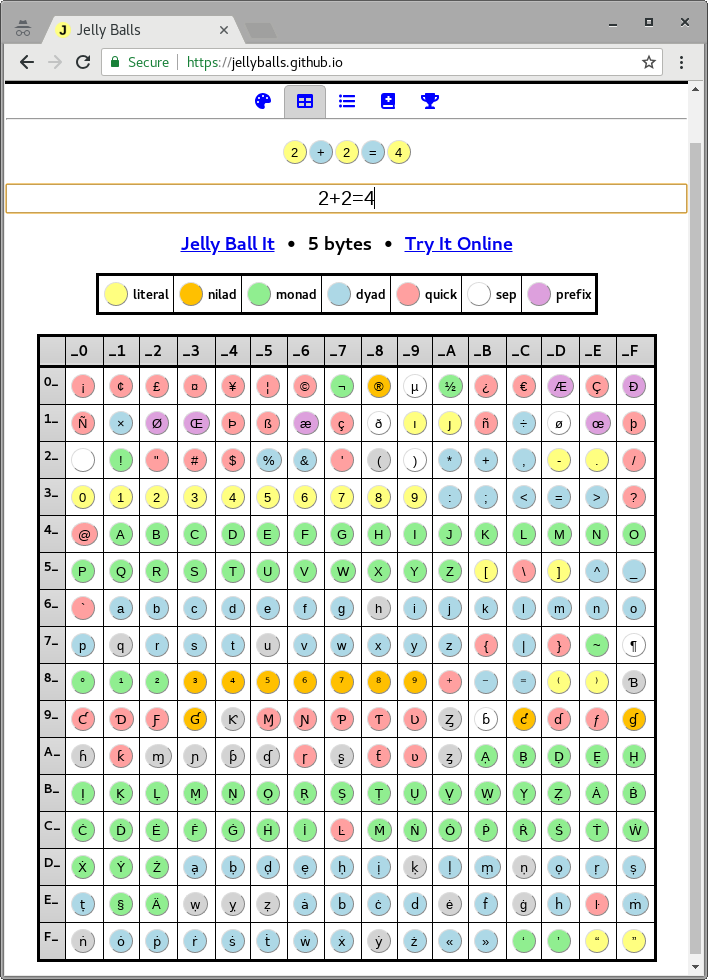 J Jelly Balls
Secure https://jellyballs.github.io
2 + 2 = 4
2+2=4
Jelly Ball It • 5 bytes • Try It Online
literal nilad monad dyad quick sep prefix
_0 _1 _2 _3 _4 _5 _6 _7 _8 _9 _A _B _C _D _E _F
0_ ¡ ¢ £ ¤ ¥ ¦ © ¬ ® µ ½ ¿ € Æ Ç Ð
1_ Ñ × Ø Œ Þ ß æ ç ð ı ȷ ñ ÷ ø œ þ
2_ ! " # $ % & ' ( ) * + , - . /
3_ 0 1 2 3 4 5 6 7 8 9 : ; < = > ?
4_ @ A B C D E F G H I J K L M N O
5_ P Q R S T U V W X Y Z [ \ ] ^ _
6_ ` a b c d e f g h i j k l m n o
7_ p q r s t u v w x y z { | } ~ ¶
8_ ⁰ ¹ ² ³ ⁴ ⁵ ⁶ ⁷ ⁸ ⁹ ⁺ ⁻ ⁼ ⁽ ⁾ Ɓ
9_ Ƈ Ɗ Ƒ Ɠ Ƙ Ɱ Ɲ Ƥ Ƭ Ʋ Ȥ ɓ ƈ ɗ ƒ ɠ
A_ ɦ ƙ ɱ ɲ ƥ ʠ ɼ ʂ ƭ ʋ ȥ Ạ Ḅ Ḍ Ẹ Ḥ
B_ Ị Ḳ Ḷ Ṃ Ṇ Ọ Ṛ Ṣ Ṭ Ụ Ṿ Ẉ Ỵ Ẓ Ȧ Ḃ
C_ Ċ Ḋ Ė Ḟ Ġ Ḣ İ Ŀ Ṁ Ṅ Ȯ Ṗ Ṙ Ṡ Ṫ Ẇ
D_ Ẋ Ẏ Ż ạ ḅ ḍ ẹ ḥ ị ḳ ḷ ṃ ṇ ọ ṛ ṣ
E_ ṭ § Ä ẉ ỵ ẓ ȧ ḃ ċ ḋ ė ḟ ġ ḣ ŀ ṁ
F_ ṅ ȯ ṗ ṙ ṡ ṫ ẇ ẋ ẏ ż « » ‘ ’ “ ”